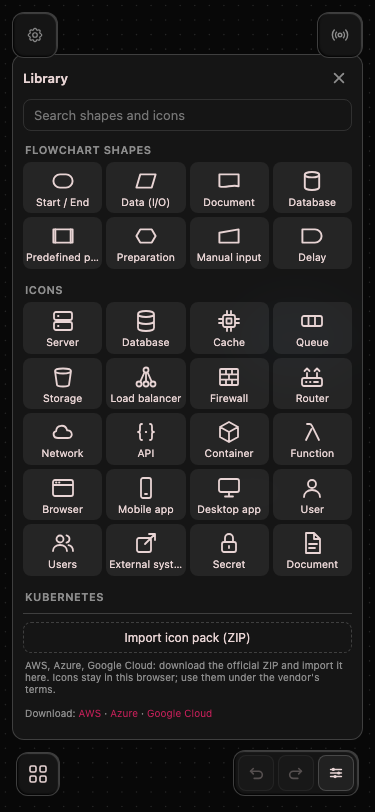 Library
Search shapes and icons
FLOWCHART SHAPES
Start / End
Data (I/O)
Document
Database
Predefined p...
Preparation
Manual input
Delay
ICONS
Server
Database
Cache
Queue
Storage
Load balancer
Firewall
Router
Network
API
Container
Function
Browser
Mobile app
Desktop app
User
Users
External syst...
Secret
Document
KUBERNETES
Import icon pack (ZIP)
AWS, Azure, Google Cloud: download the official ZIP and import it
here. Icons stay in this browser; use them under the vendor's
terms.
Download: AWS · Azure · Google Cloud